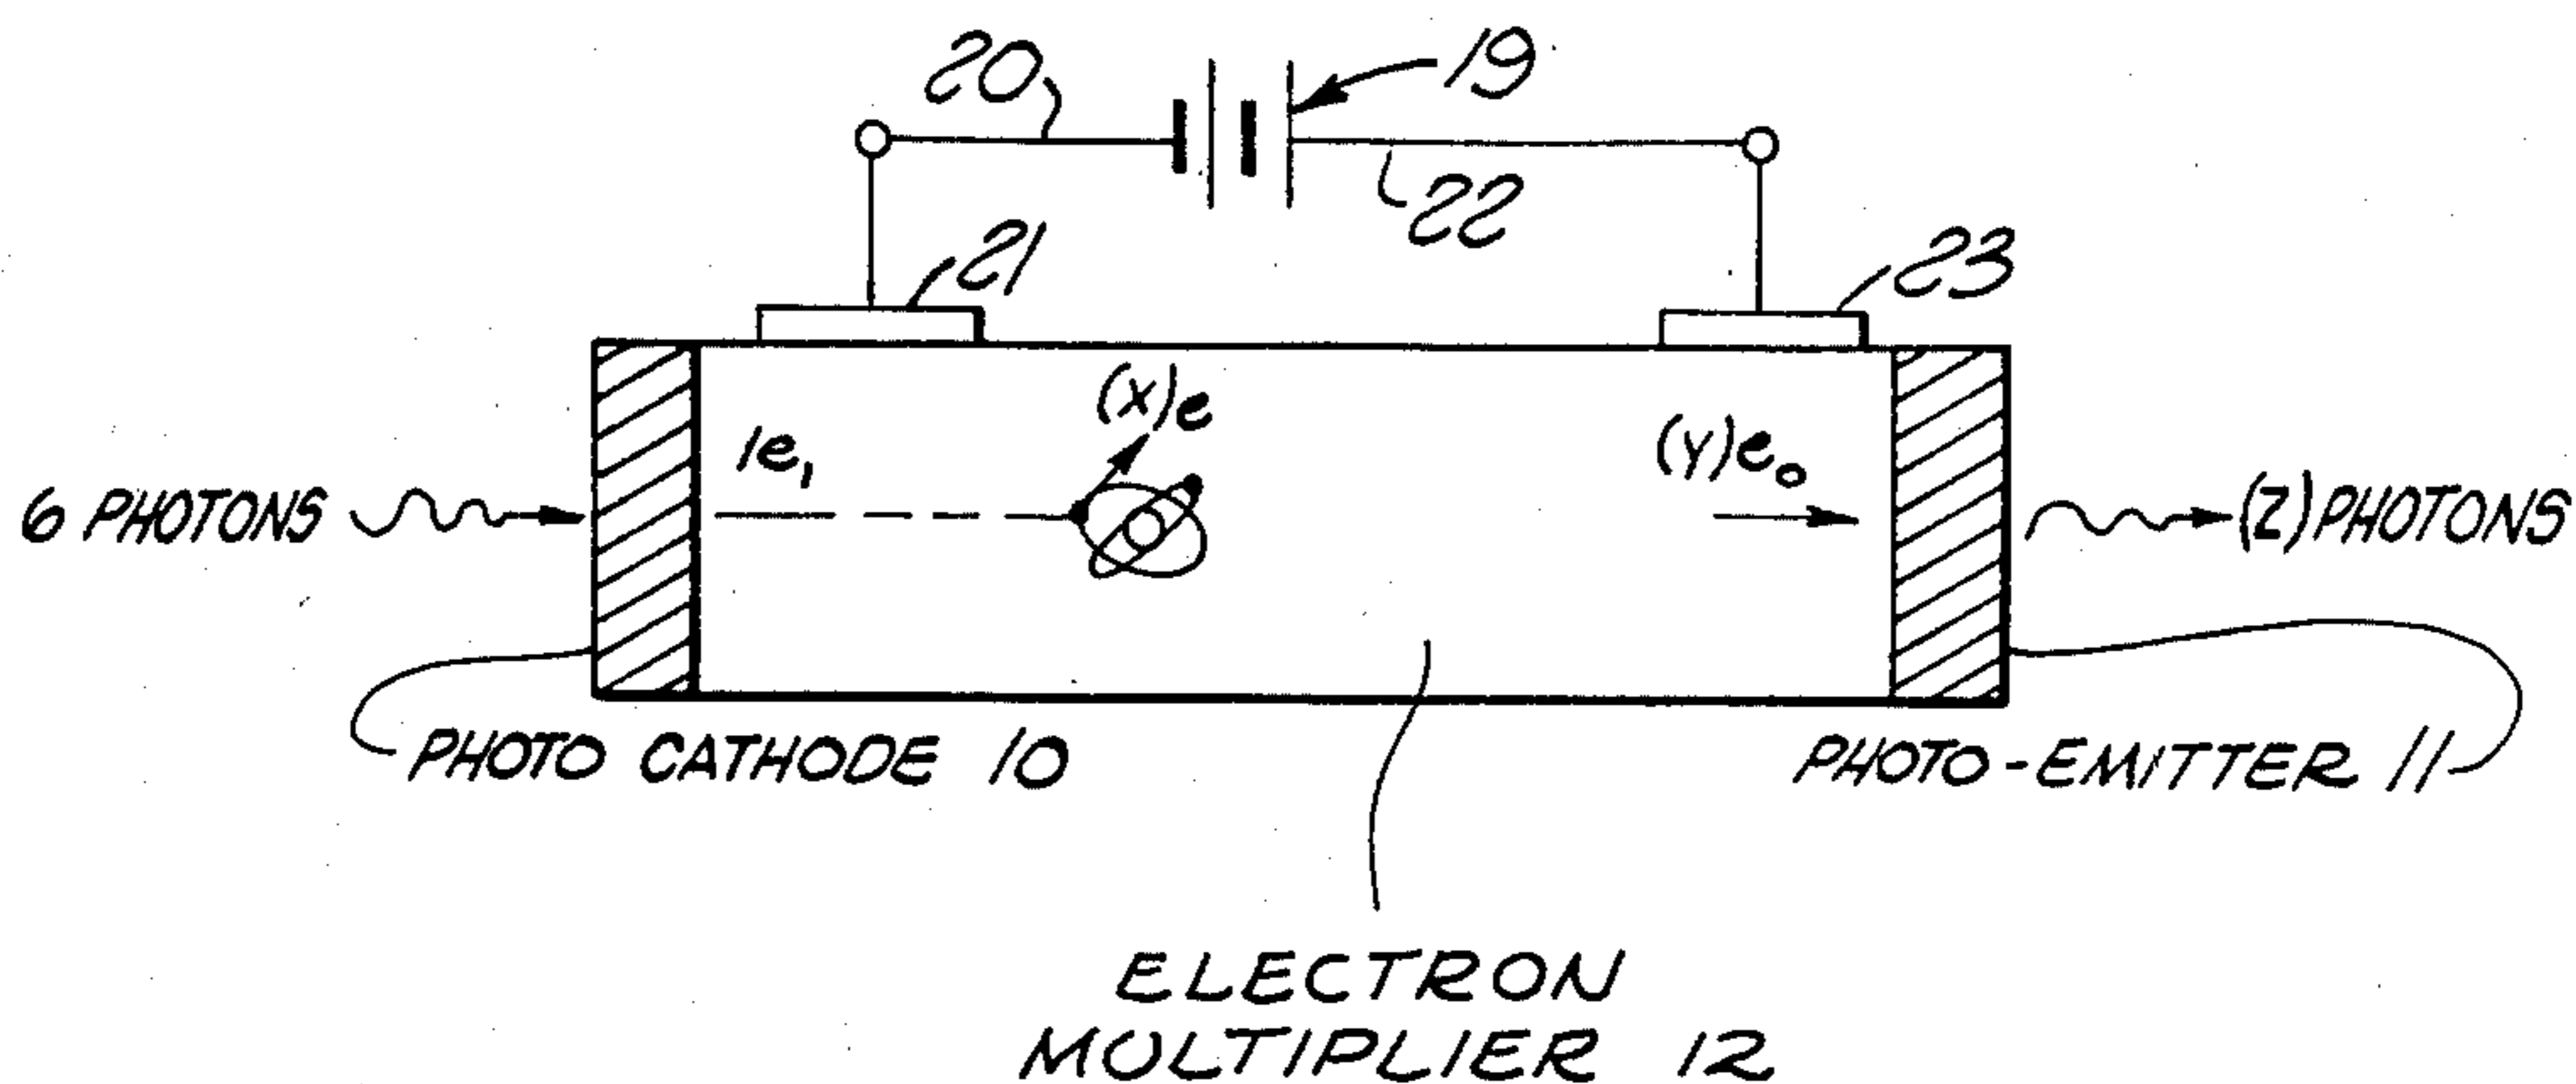 20
19
22
21
23
(x)e
1e₁
(y)e₀
6 PHOTONS
(Z) PHOTONS
PHOTO CATHODE 10
PHOTO-EMITTER 11
ELECTRON
MULTIPLIER 12